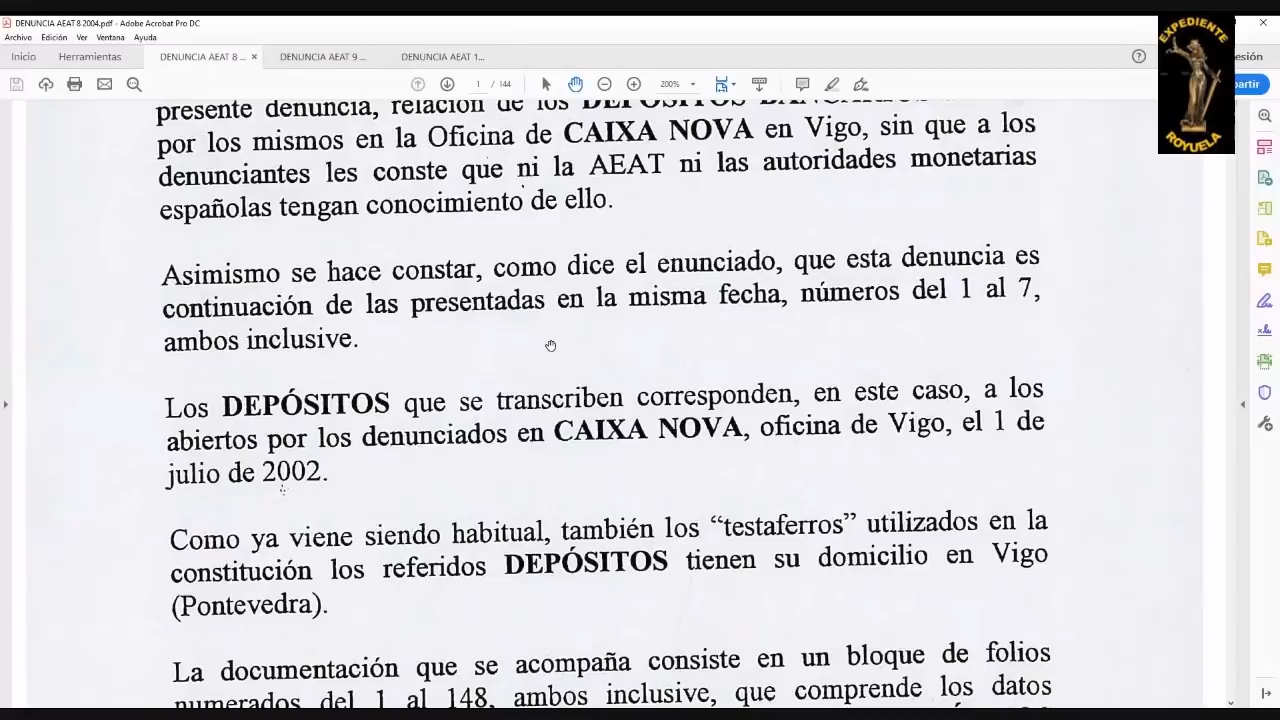 DENUNCIA AEAT 8 2004.pdf - Adobe Acrobat Pro DC
Archivo Edición Ver Ventana Ayuda
Inicio Herramientas DENUNCIA AEAT 8 ... × DENUNCIA AEAT 9 ... DENUNCIA AEAT 1... esión
1 / 144 200% partir
EXPEDIENTE
ROYUELA
presente denuncia, relación de los DEPÓSITOS
por los mismos en la Oficina de CAIXA NOVA en Vigo, sin que a los
denunciantes les conste que ni la AEAT ni las autoridades monetarias
españolas tengan conocimiento de ello.
Asimismo se hace constar, como dice el enunciado, que esta denuncia es
continuación de las presentadas en la misma fecha, números del 1 al 7,
ambos inclusive.
Los DEPÓSITOS que se transcriben corresponden, en este caso, a los
abiertos por los denunciados en CAIXA NOVA, oficina de Vigo, el 1 de
julio de 2002.
Como ya viene siendo habitual, también los “testaferros” utilizados en la
constitución los referidos DEPÓSITOS tienen su domicilio en Vigo
(Pontevedra).
La documentación que se acompaña consiste en un bloque de folios
numerados del 1 al 148, ambos inclusive, que comprende los datos